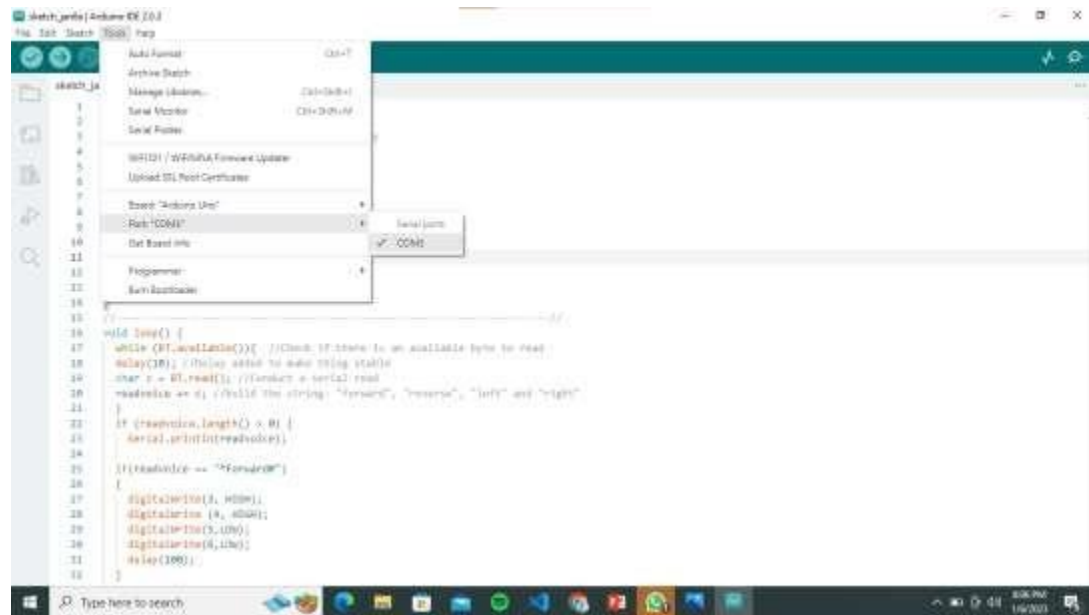 sketch_jan6a | Arduino IDE 2.0.3
File Edit Sketch Tools Help
Auto Format Ctrl+T
Archive Sketch
Manage Libraries... Ctrl+Shift+I
Serial Monitor Ctrl+Shift+M
Serial Plotter
WiFi101 / WiFiNINA Firmware Updater
Upload SSL Root Certificates
Board "Arduino Uno"
Port
Serial ports
Get Board Info
Programmer
Burn Bootloader
void loop() {
while (BT.available()){ //Check if there is an available byte to read
delay(10); //Delay added to make thing stable
char c = BT.read(); //Conduct a serial read
readvoice += c; //build the string- "forward", "reverse", "left" and "right"
}
if (readvoice.length() > 0) {
Serial.println(readvoice);
if(readvoice == "*forward#")
{
digitalWrite(3, HIGH);
digitalWrite (4, HIGH);
digitalWrite(5,LOW);
digitalWrite(6,LOW);
delay(100);
}
Type here to search